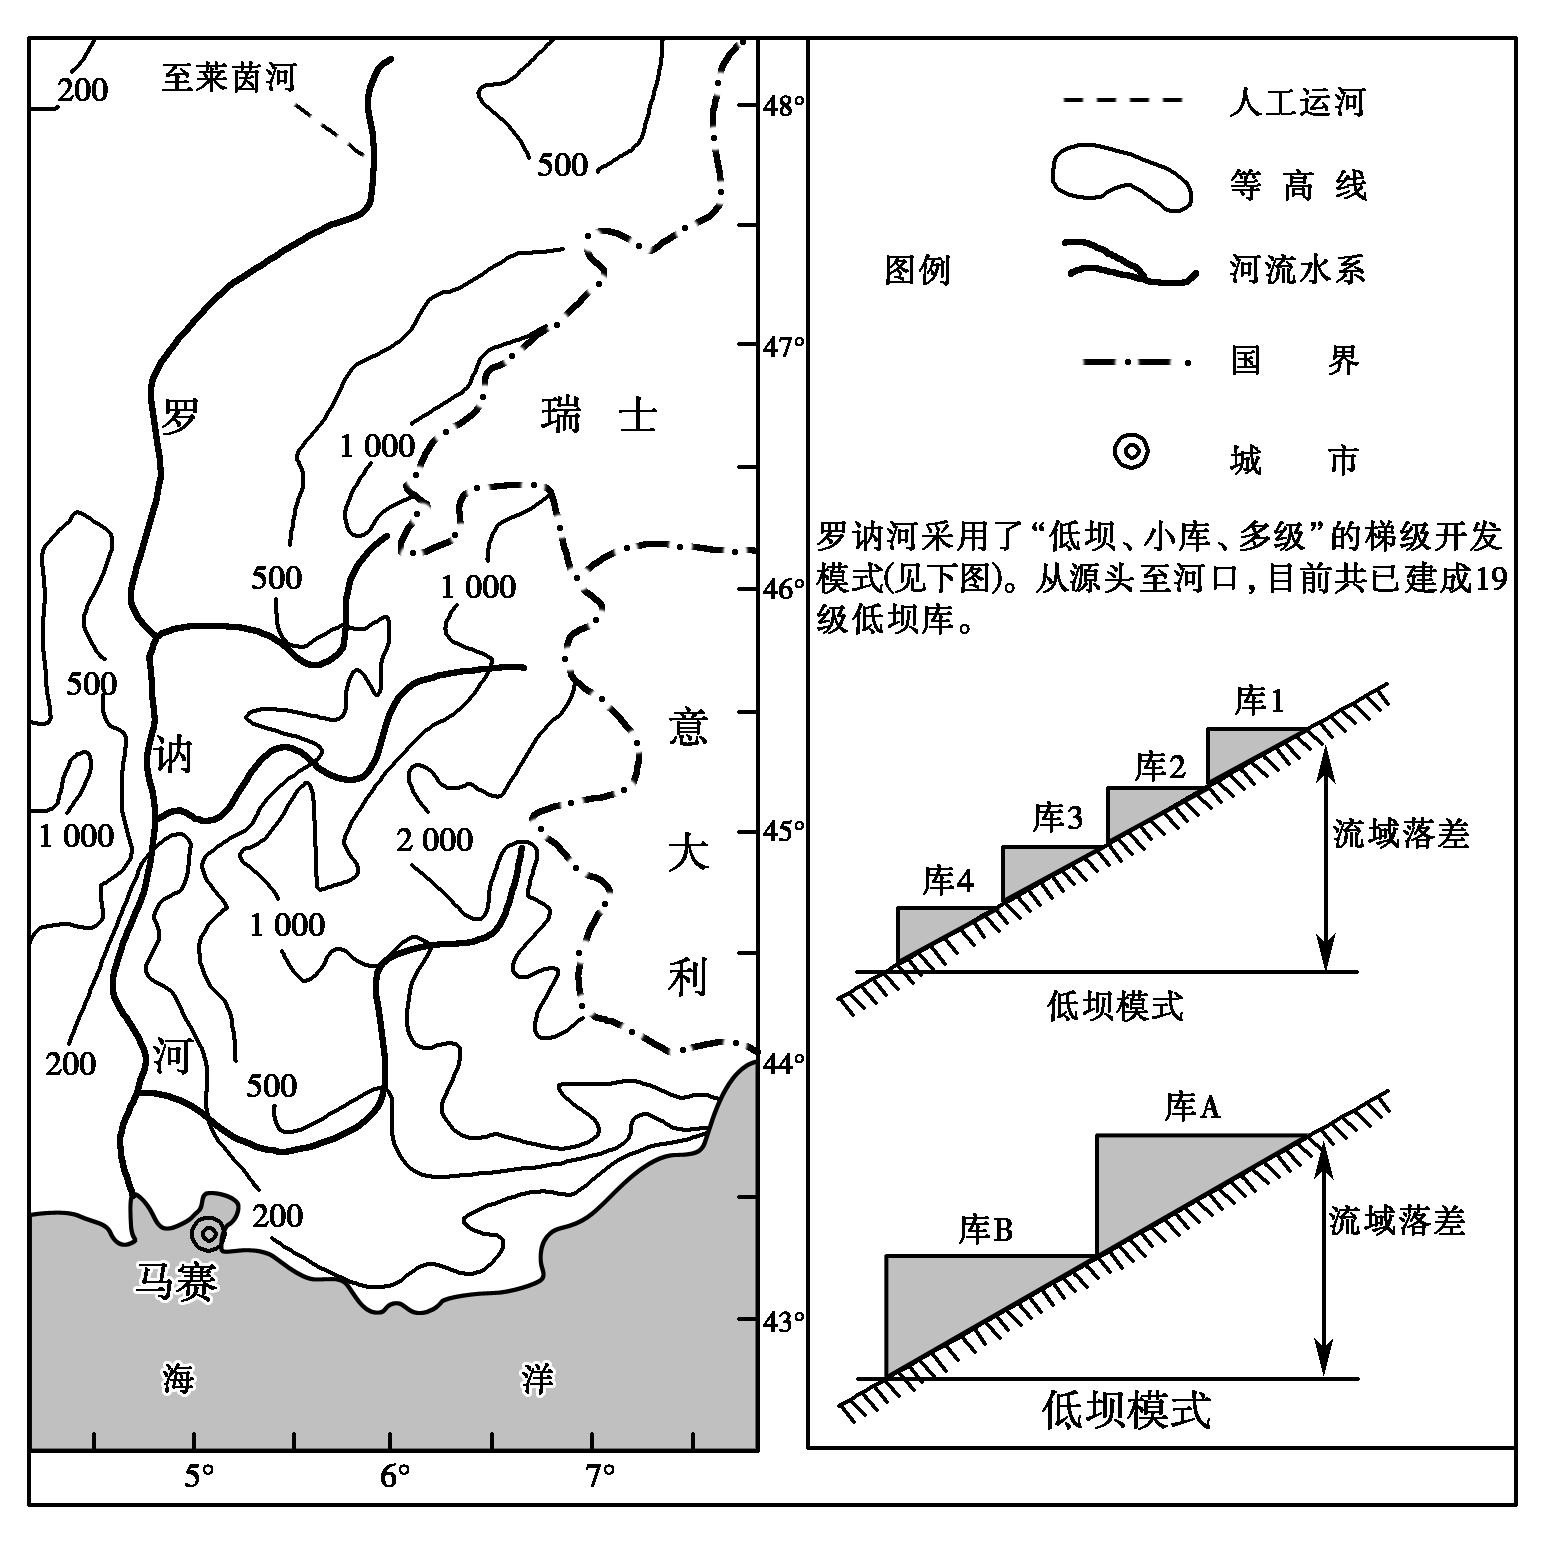 200
至莱茵河
500
48°
47°
罗
瑞 士
1 000
500
1 000
46°
500
讷
意
1 000
2 000
45°
大
1 000
利
200
河
500
44°
200
马赛
43°
海 洋
5° 6° 7°
图例
人工运河
等 高 线
河流水系
国 界
城 市
罗讷河采用了“低坝、小库、多级”的梯级开发
模式(见下图)。从源头至河口,目前共已建成19
级低坝库。
库1
库2
库3
库4
流域落差
低坝模式
库A
库B
流域落差
低坝模式